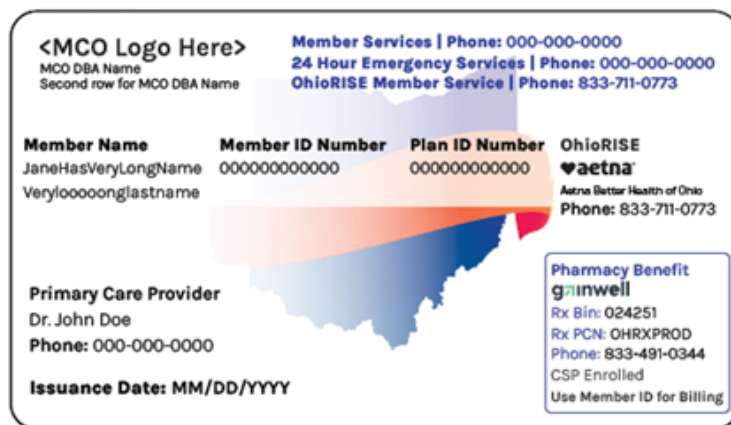 <MCO Logo Here>
MCO DBA Name
Second row for MCO DBA Name
Member Services | Phone: 000-000-0000
24 Hour Emergency Services | Phone: 000-000-0000
OhioRISE Member Service | Phone: 833-711-0773
Member Name
JaneHasVeryLongName
Verylooooonglastname
Member ID Number
000000000000
Plan ID Number
000000000000
OhioRISE
aetna
Aetna Better Health of Ohio
Phone: 833-711-0773
Primary Care Provider
Dr. John Doe
Phone: 000-000-0000
Issuance Date: MM/DD/YYYY
Pharmacy Benefit
gainwell
Rx Bin: 024251
Rx PCN: OHRXPROD
Phone: 833-491-0344
CSP Enrolled
Use Member ID for Billing